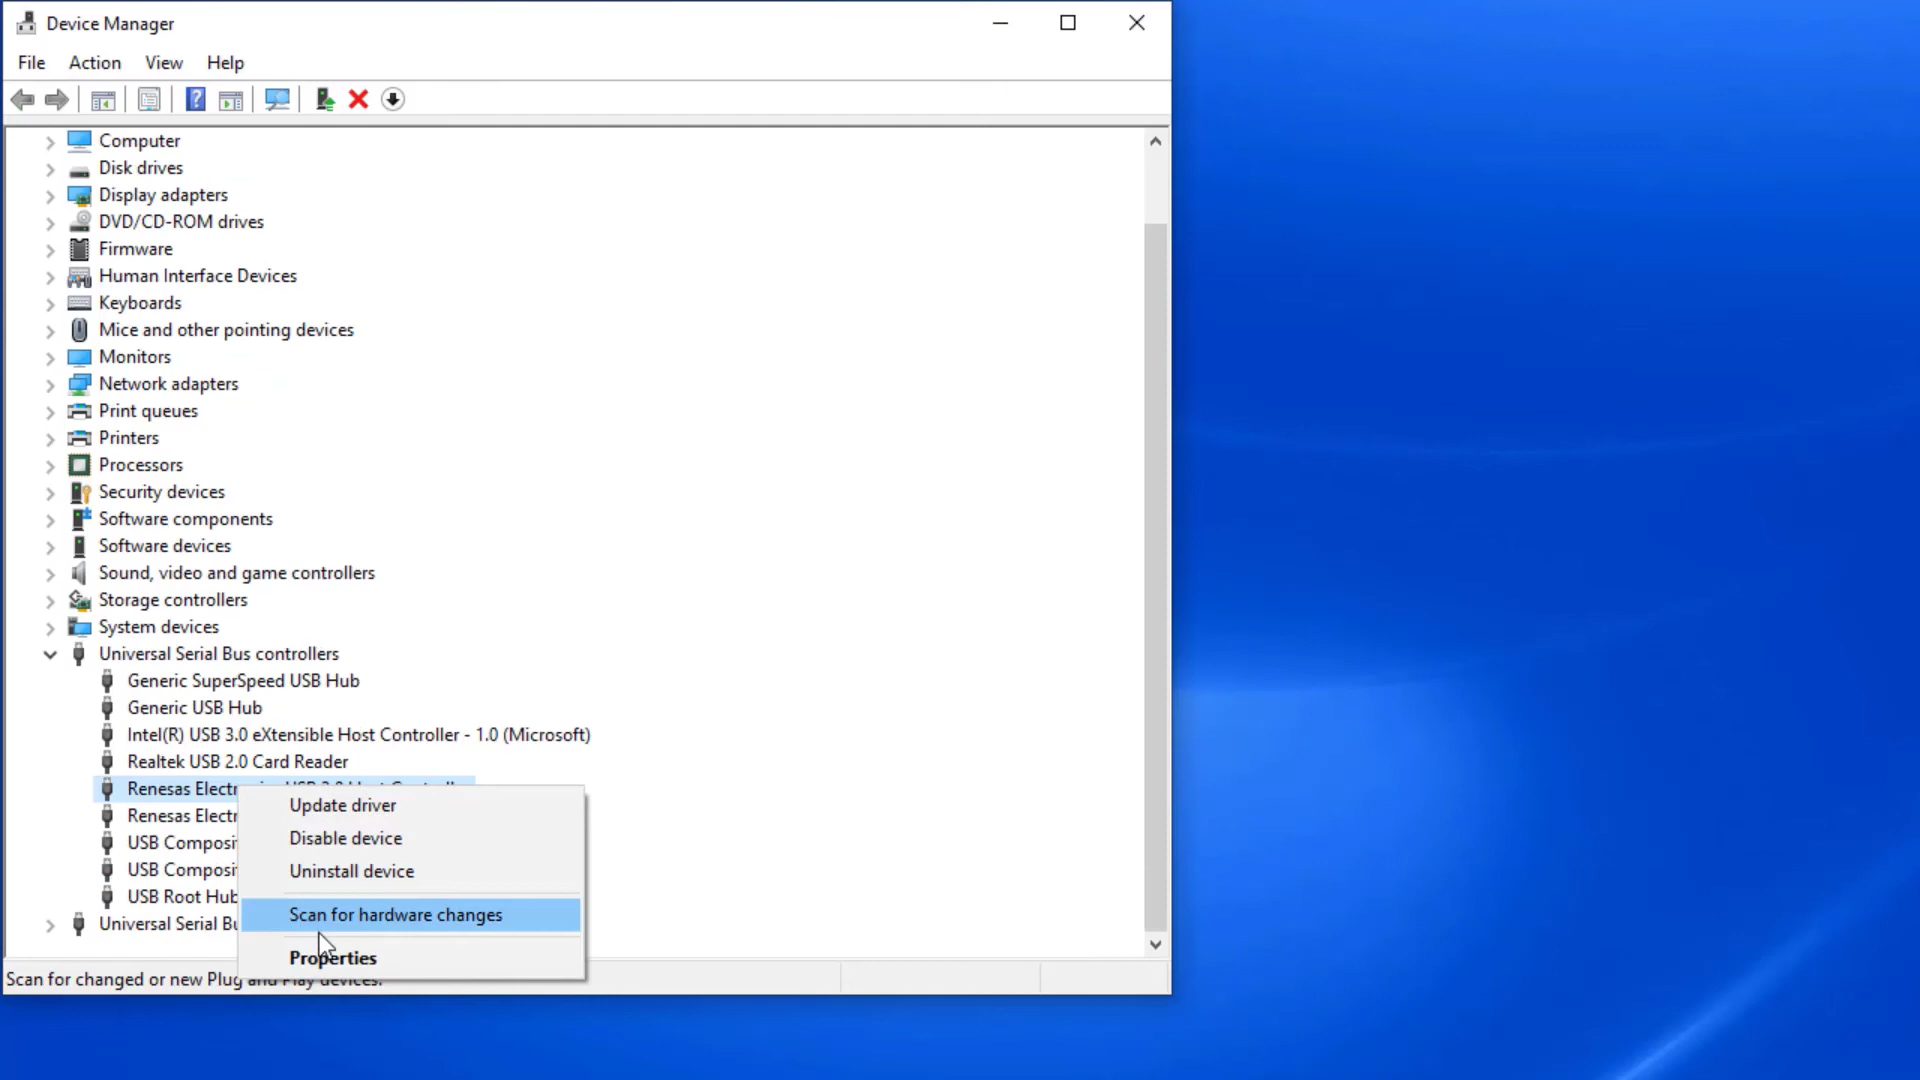 Device Manager
File Action View Help
Computer
Disk drives
Display adapters
DVD/CD-ROM drives
Firmware
Human Interface Devices
Keyboards
Mice and other pointing devices
Monitors
Network adapters
Print queues
Printers
Processors
Security devices
Software components
Software devices
Sound, video and game controllers
Storage controllers
System devices
Universal Serial Bus controllers
Generic SuperSpeed USB Hub
Generic USB Hub
Intel(R) USB 3.0 eXtensible Host Controller - 1.0 (Microsoft)
Realtek USB 2.0 Card Reader
Renesas
Renesas
USB
USB
USB Root Hub
Universal Serial
Update driver
Disable device
Uninstall device
Scan for hardware changes
Properties
Scan for changed or new Plug and Play devices.